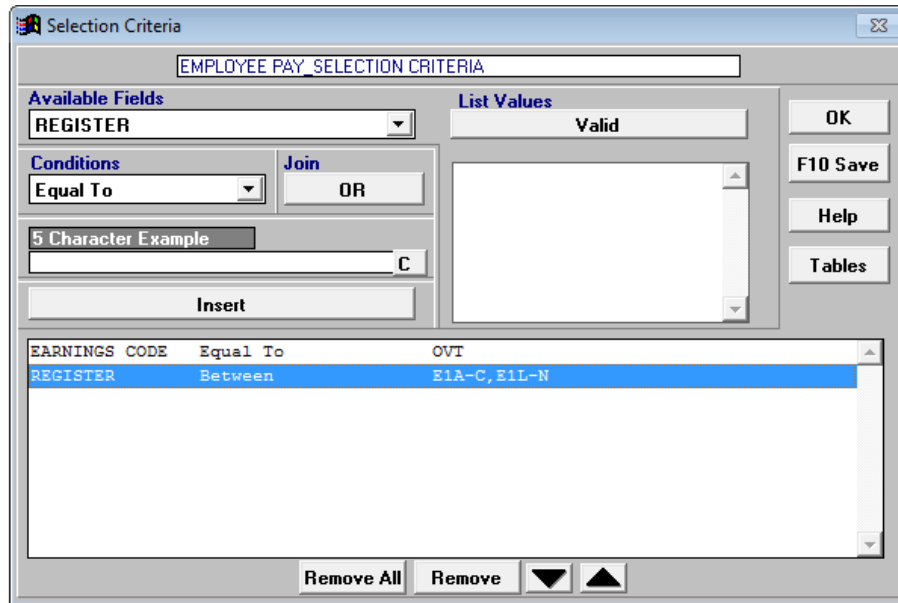 Selection Criteria
EMPLOYEE PAY_SELECTION CRITERIA
Available Fields
REGISTER
List Values
Valid
OK
Conditions
Equal To
Join
OR
F10 Save
5 Character Example
C
Help
Insert
Tables
EARNINGS CODE Equal To OVT
REGISTER Between E1A-C,E1L-N
Remove All Remove